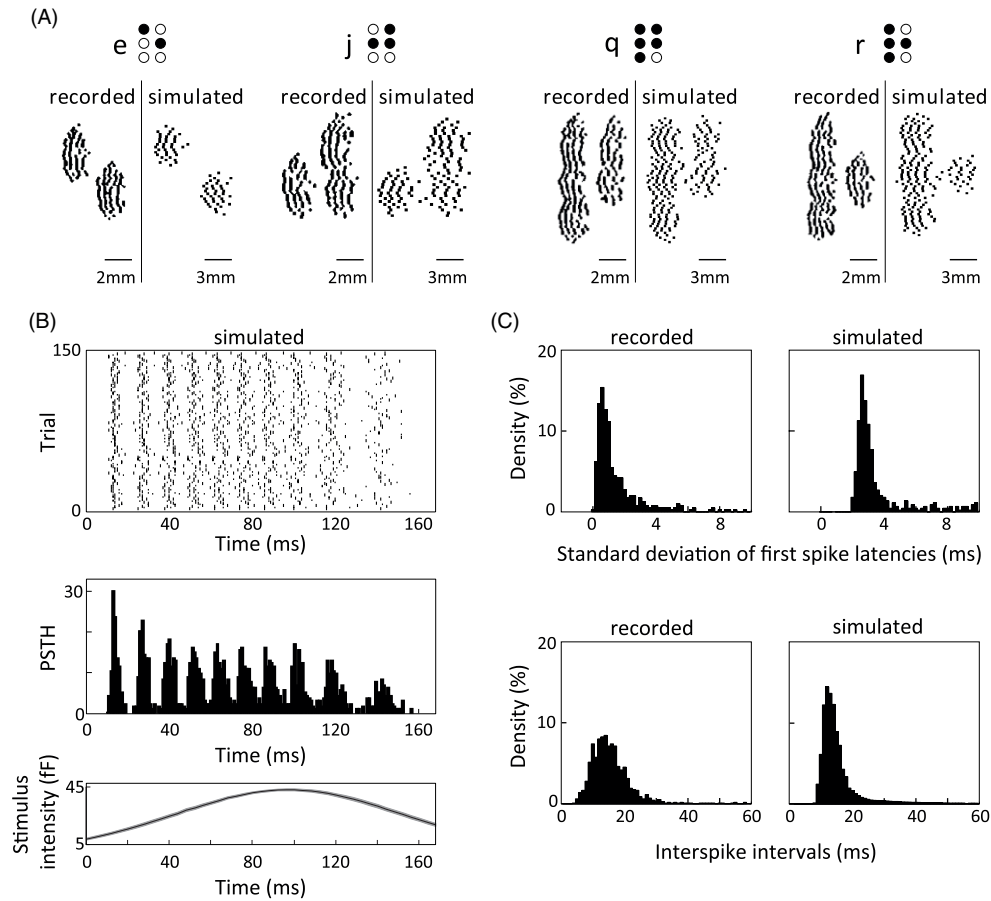 (A)
e
j
q
r
recorded simulated
recorded simulated
recorded simulated
recorded simulated
2mm 3mm
2mm 3mm
2mm 3mm
2mm 3mm
(B)
simulated
150
Trial
0
0 40 80 120 160
Time (ms)
30
PSTH
0
0 40 80 120 160
Time (ms)
Stimulus
intensity (fF)
45
5
0 40 80 120 160
Time (ms)
(C)
recorded
simulated
20
Density (%)
10
0
0 4 8
0 4 8
Standard deviation of first spike latencies (ms)
recorded
simulated
20
Density (%)
10
0
0 20 40 60
0 20 40 60
Interspike intervals (ms)